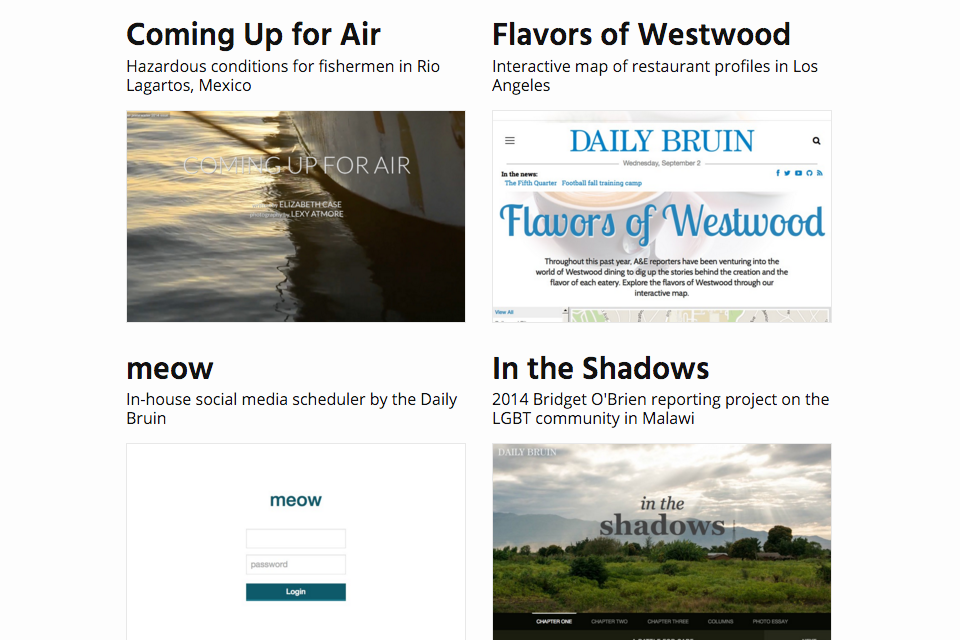 Coming Up for Air
Hazardous conditions for fishermen in Rio
Lagartos, Mexico
COMING UP FOR AIR
ELIZABETH CASE
photography by LEXY ATMORE
Flavors of Westwood
Interactive map of restaurant profiles in Los
Angeles
DAILY BRUIN
Wednesday, September 2
In the news:
The Fifth Quarter Football fall training camp
Flavors of Westwood
Throughout this past year, A&E reporters have been venturing into the
world of Westwood dining to dig up the stories behind the creation and the
flavor of each eatery. Explore the flavors of Westwood through our
interactive map.
View All
meow
In-house social media scheduler by the Daily
Bruin
meow
password
Login
In the Shadows
2014 Bridget O'Brien reporting project on the
LGBT community in Malawi
DAILY BRUIN
in the
shadows
CHAPTER ONE CHAPTER TWO CHAPTER THREE COLUMNS PHOTO ESSAY